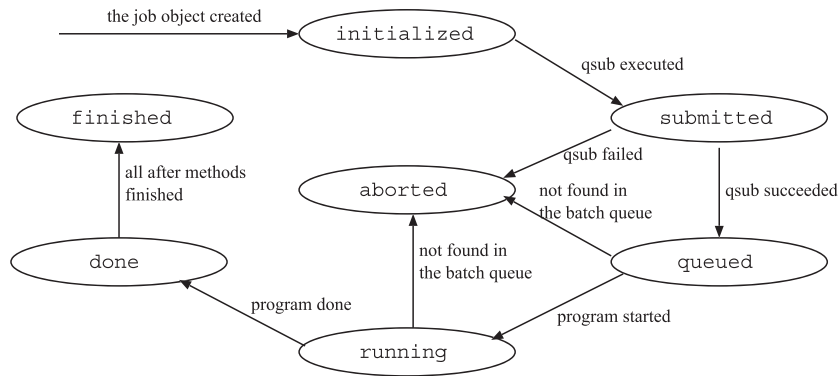 the job object created
initialized
qsub executed
finished
submitted
qsub failed
all after methods
finished
aborted
not found in
the batch queue
qsub succeeded
not found in
the batch queue
done
queued
program done
program started
running